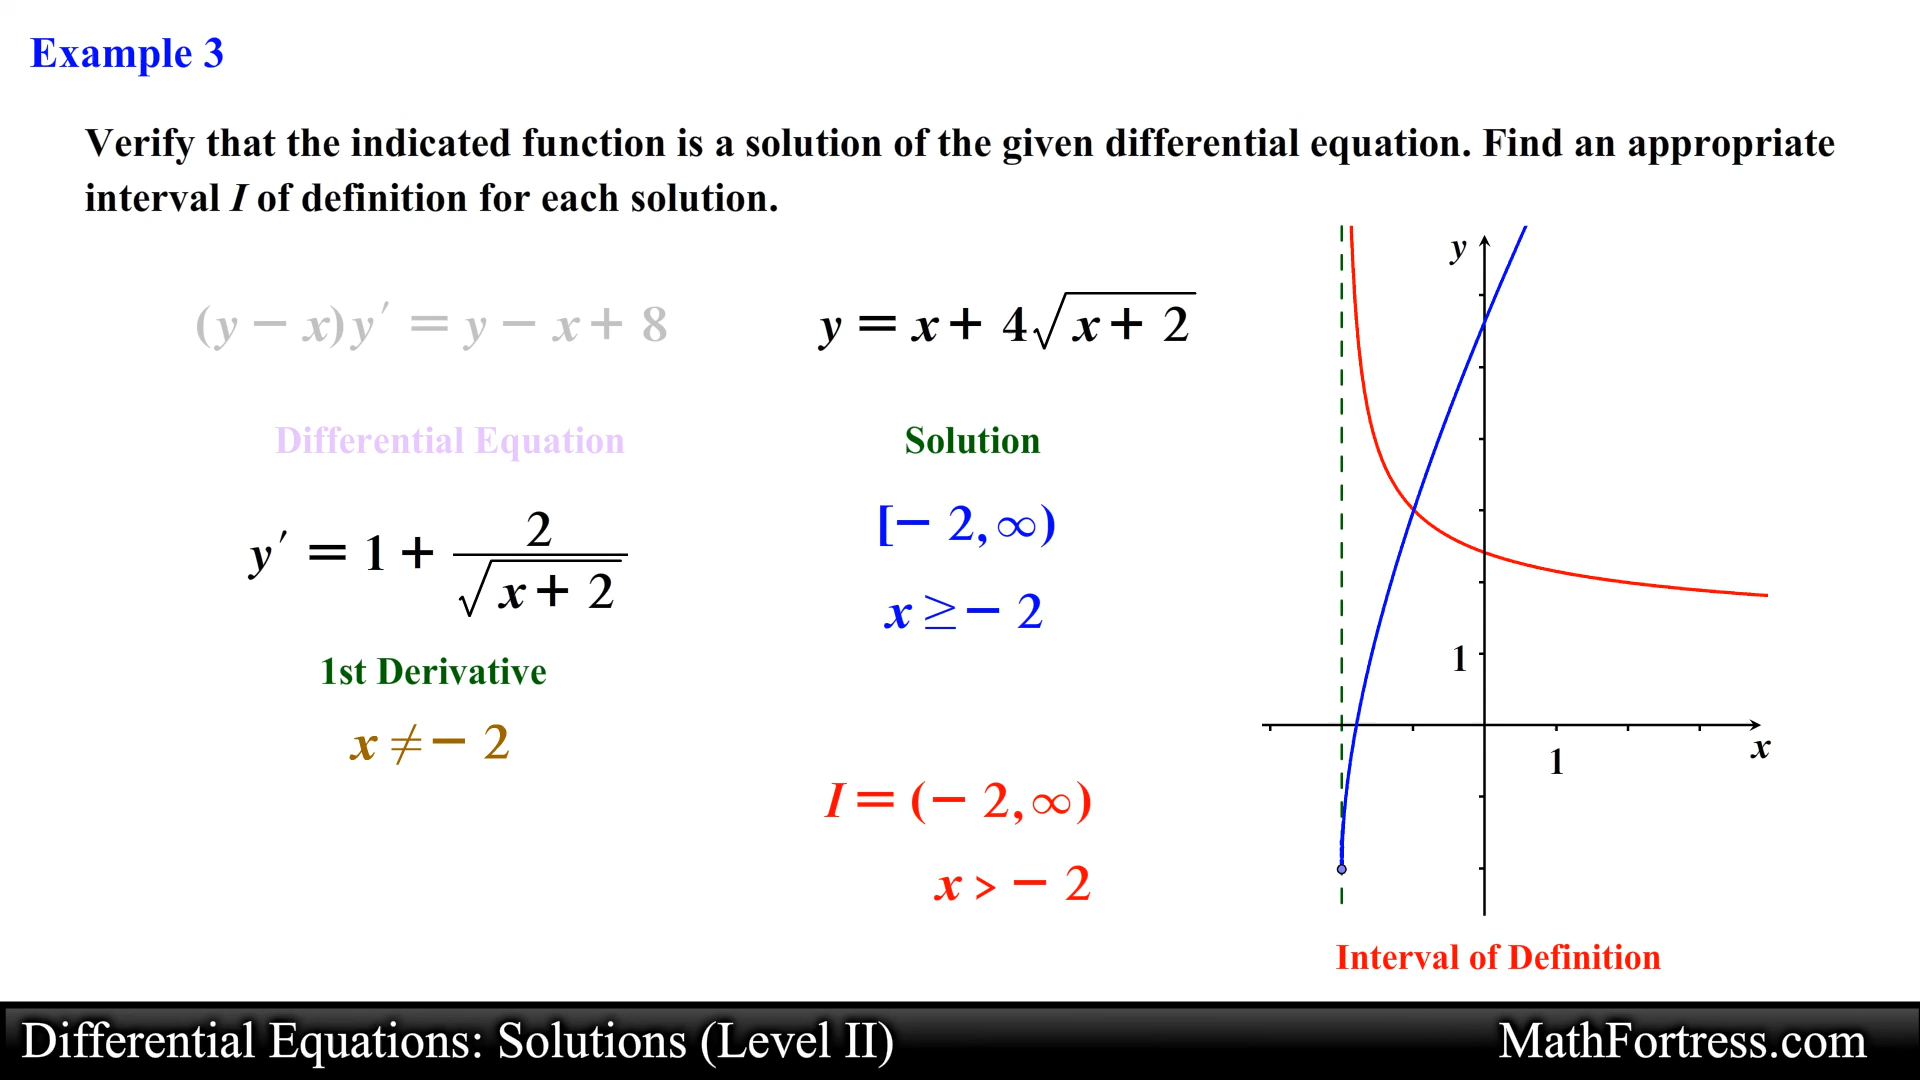 Example 3
Verify that the indicated function is a solution of the given differential equation. Find an appropriate
interval I of definition for each solution.
(y − x)y′ = y − x + 8
y = x + 4√(x + 2)
Differential Equation
Solution
y′ = 1 + 2/√(x + 2)
[− 2, ∞)
x ≥ − 2
1st Derivative
x ≠ − 2
I = (− 2, ∞)
x > − 2
y
1
1
x
Interval of Definition
Differential Equations: Solutions (Level II)
MathFortress.com